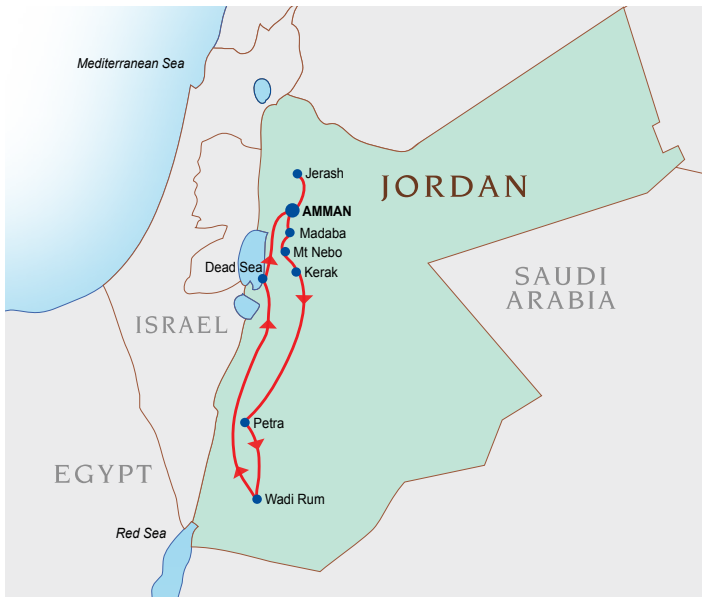 Mediterranean Sea
Jerash
JORDAN
AMMAN
Madaba
Mt Nebo
Dead Sea
Kerak
SAUDI
ARABIA
ISRAEL
Petra
EGYPT
Wadi Rum
Red Sea